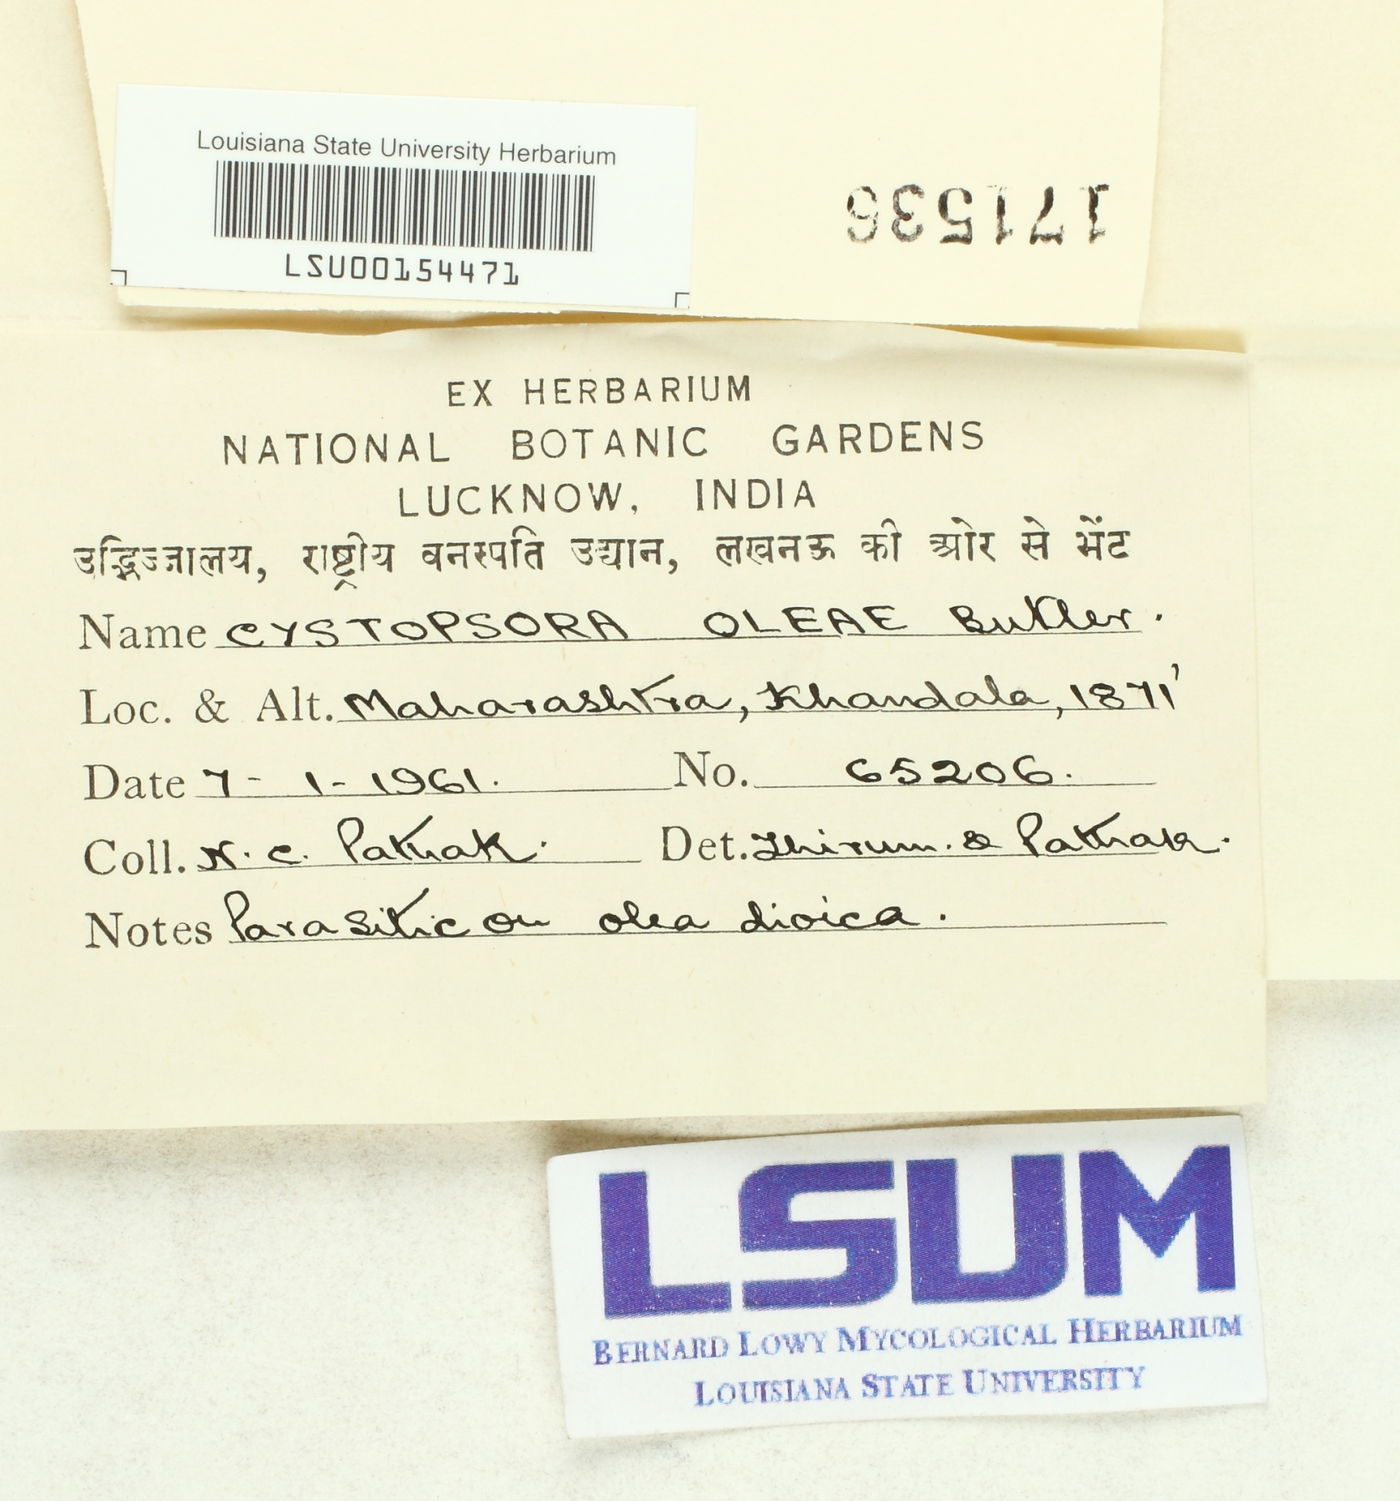 Louisiana State University Herbarium
LSU00154471
171536
EX HERBARIUM
NATIONAL BOTANIC GARDENS
LUCKNOW, INDIA
उद्भिज्जालय, राष्ट्रीय वनस्पति उद्यान, लखनऊ की ओर से भेंट
Name CYSTOPSORA OLEAE Butler.
Loc. & Alt. Maharashtra, Khandala, 1871'
Date 7-1-1961. No. 65206.
Coll. N.C. Pathak. Det. Thirum. & Pathak.
Notes Parasitic on olea dioica.
LSUM
BERNARD LOWY MYCOLOGICAL HERBARIUM
LOUISIANA STATE UNIVERSITY